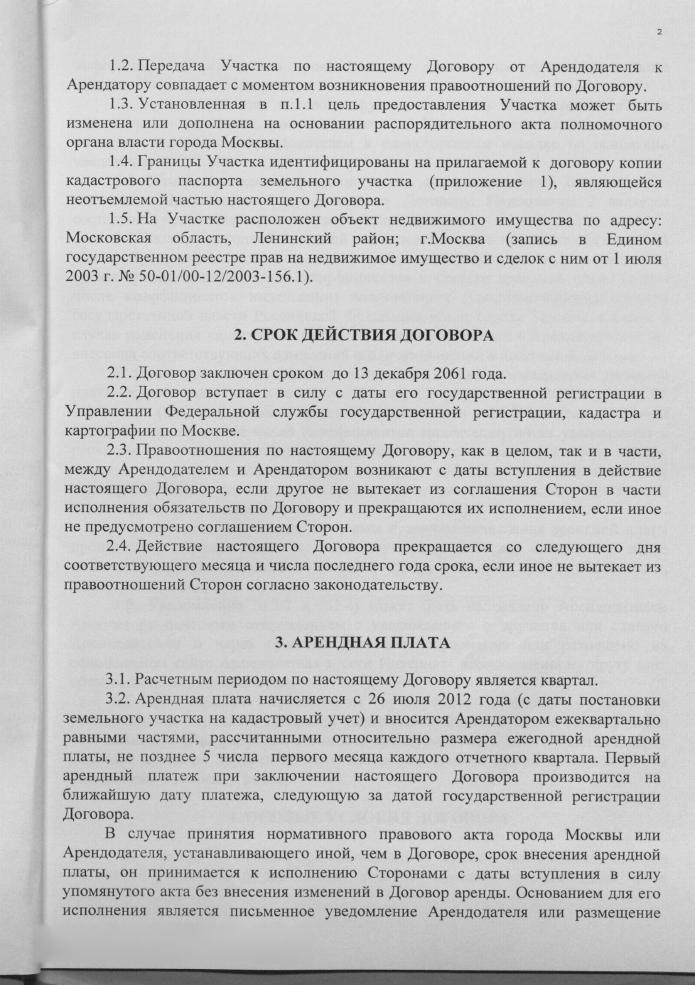 2
1.2. Передача Участка по настоящему Договору от Арендодателя к
Арендатору совпадает с моментом возникновения правоотношений по Договору.
1.3. Установленная в п.1.1 цель предоставления Участка может быть
изменена или дополнена на основании распорядительного акта полномочного
органа власти города Москвы.
1.4. Границы Участка идентифицированы на прилагаемой к договору копии
кадастрового паспорта земельного участка (приложение 1), являющейся
неотъемлемой частью настоящего Договора.
1.5. На Участке расположен объект недвижимого имущества по адресу:
Московская область, Ленинский район; г.Москва (запись в Едином
государственном реестре прав на недвижимое имущество и сделок с ним от 1 июля
2003 г. № 50-01/00-12/2003-156.1).
2. СРОК ДЕЙСТВИЯ ДОГОВОРА
2.1. Договор заключен сроком до 13 декабря 2061 года.
2.2. Договор вступает в силу с даты его государственной регистрации в
Управлении Федеральной службы государственной регистрации, кадастра и
картографии по Москве.
2.3. Правоотношения по настоящему Договору, как в целом, так и в части,
между Арендодателем и Арендатором возникают с даты вступления в действие
настоящего Договора, если другое не вытекает из соглашения Сторон в части
исполнения обязательств по Договору и прекращаются их исполнением, если иное
не предусмотрено соглашением Сторон.
2.4. Действие настоящего Договора прекращается со следующего дня
соответствующего месяца и числа последнего года срока, если иное не вытекает из
правоотношений Сторон согласно законодательству.
3. АРЕНДНАЯ ПЛАТА
3.1. Расчетным периодом по настоящему Договору является квартал.
3.2. Арендная плата начисляется с 26 июля 2012 года (с даты постановки
земельного участка на кадастровый учет) и вносится Арендатором ежеквартально
равными частями, рассчитанными относительно размера ежегодной арендной
платы, не позднее 5 числа первого месяца каждого отчетного квартала. Первый
арендный платеж при заключении настоящего Договора производится на
ближайшую дату платежа, следующую за датой государственной регистрации
Договора.
В случае принятия нормативного правового акта города Москвы или
Арендодателя, устанавливающего иной, чем в Договоре, срок внесения арендной
платы, он принимается к исполнению Сторонами с даты вступления в силу
упомянутого акта без внесения изменений в Договор аренды. Основанием для его
исполнения является письменное уведомление Арендодателя или размещение